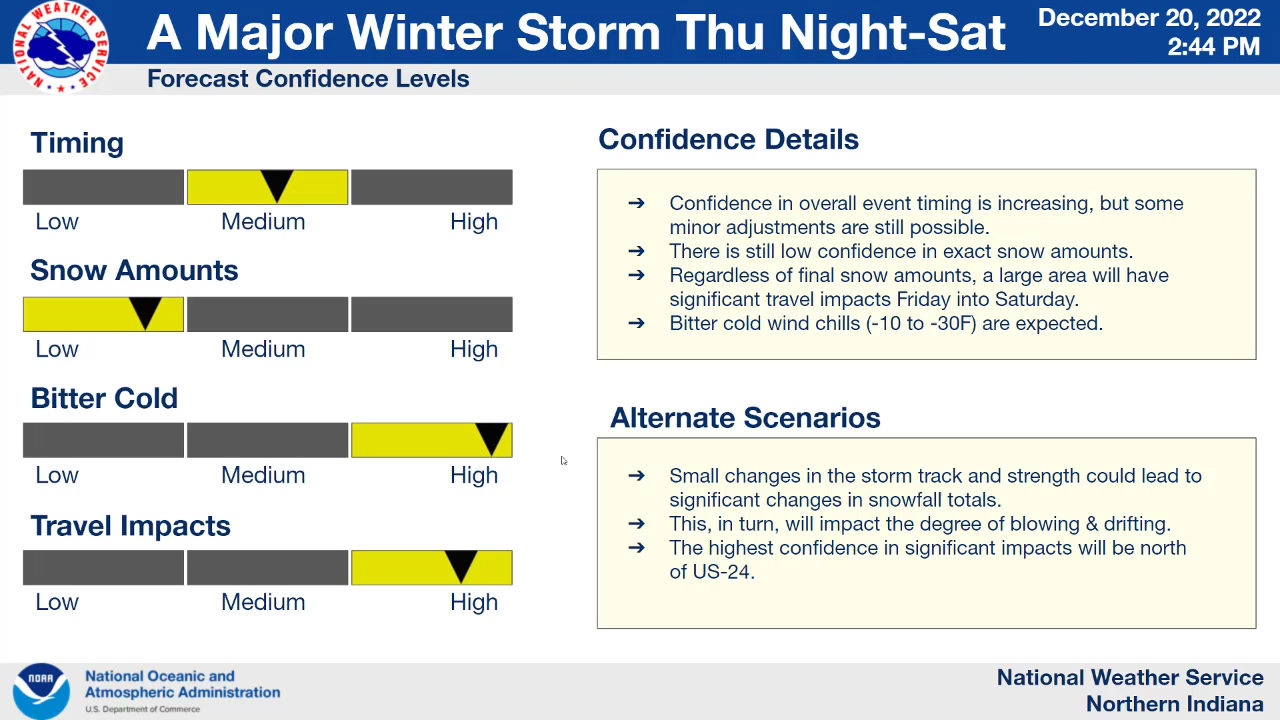 A Major Winter Storm Thu Night-Sat
December 20, 2022
2:44 PM
NATIONAL WEATHER SERVICE
Forecast Confidence Levels
Timing
Low Medium High
Snow Amounts
Low Medium High
Bitter Cold
Low Medium High
Travel Impacts
Low Medium High
Confidence Details
➔ Confidence in overall event timing is increasing, but some
minor adjustments are still possible.
➔ There is still low confidence in exact snow amounts.
➔ Regardless of final snow amounts, a large area will have
significant travel impacts Friday into Saturday.
➔ Bitter cold wind chills (-10 to -30F) are expected.
Alternate Scenarios
➔ Small changes in the storm track and strength could lead to
significant changes in snowfall totals.
➔ This, in turn, will impact the degree of blowing & drifting.
➔ The highest confidence in significant impacts will be north
of US-24.
NOAA
National Oceanic and
Atmospheric Administration
U.S. Department of Commerce
National Weather Service
Northern Indiana